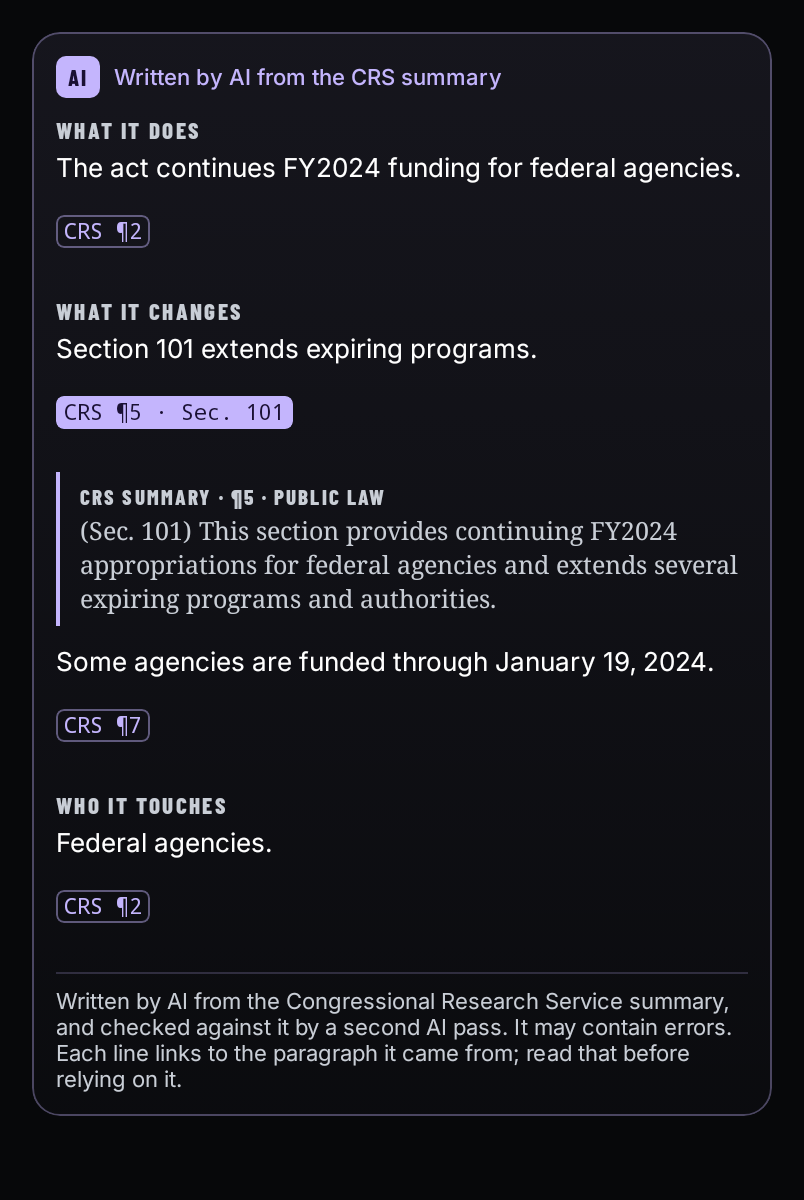 AI Written by AI from the CRS summary
WHAT IT DOES
The act continues FY2024 funding for federal agencies.
CRS ¶2
WHAT IT CHANGES
Section 101 extends expiring programs.
CRS ¶5 · Sec. 101
CRS SUMMARY · ¶5 · PUBLIC LAW
(Sec. 101) This section provides continuing FY2024
appropriations for federal agencies and extends several
expiring programs and authorities.
Some agencies are funded through January 19, 2024.
CRS ¶7
WHO IT TOUCHES
Federal agencies.
CRS ¶2
Written by AI from the Congressional Research Service summary,
and checked against it by a second AI pass. It may contain errors.
Each line links to the paragraph it came from; read that before
relying on it.